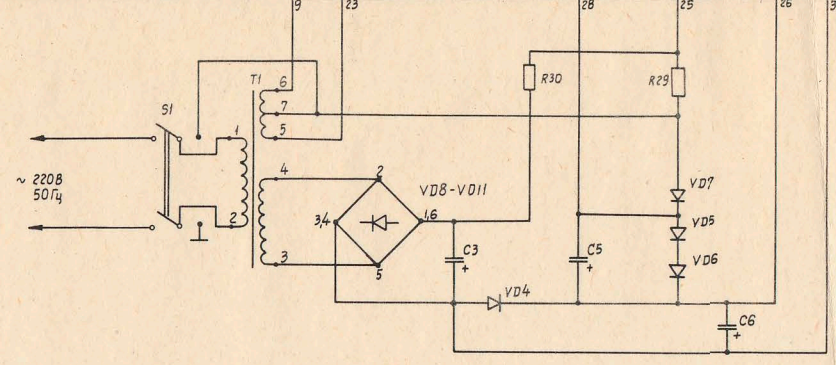 9
23
28
25
26
3
6
T1
R30
R29
S1
7
1
5
~ 220В
50Гц
4
2
VD8-VD11
VD7
2
3,4
1,6
VD5
C3
+
C5
+
VD6
3
5
VD4
C6
+